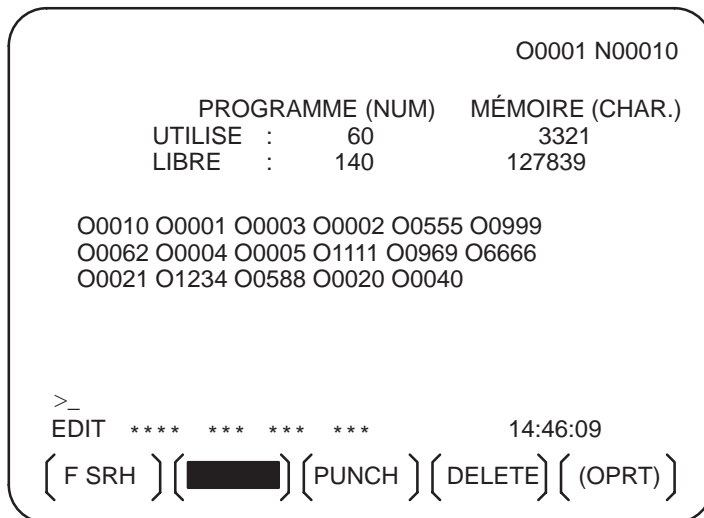 O0001 N00010
PROGRAMME (NUM) MÉMOIRE (CHAR.)
UTILISE : 60 3321
LIBRE : 140 127839
O0010 O0001 O0003 O0002 O0555 O0999
O0062 O0004 O0005 O1111 O0969 O6666
O0021 O1234 O0588 O0020 O0040
>_
EDIT **** *** *** *** 14:46:09
[ F SRH ] [ ] [ PUNCH ] [ DELETE ] [ (OPRT) ]